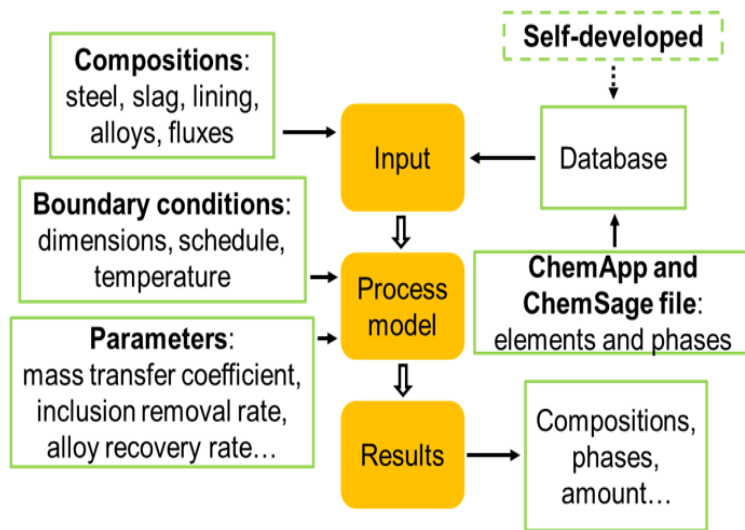 Self-developed
Compositions:
steel, slag, lining,
alloys, fluxes
Input
Database
Boundary conditions:
dimensions, schedule,
temperature
Process
model
ChemApp and
ChemSage file:
elements and phases
Parameters:
mass transfer coefficient,
inclusion removal rate,
alloy recovery rate…
Results
Compositions,
phases,
amount…